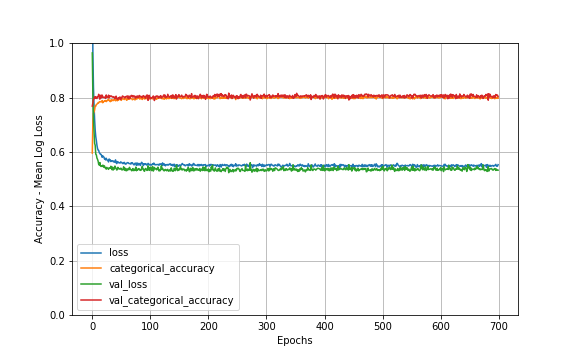 1.0
0.8
0.6
0.4
0.2
0.0
Accuracy - Mean Log Loss
loss
categorical_accuracy
val_loss
val_categorical_accuracy
0 100 200 300 400 500 600 700
Epochs